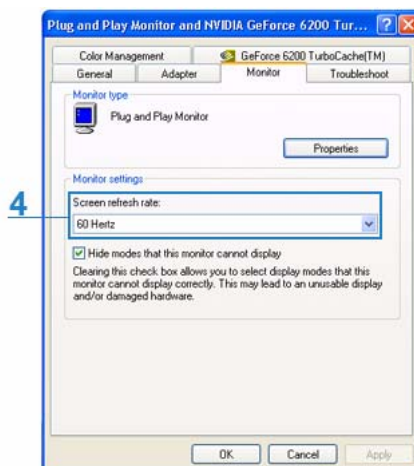 Plug and Play Monitor and NVIDIA GeForce 6200 Tur...
Color Management
GeForce 6200 TurboCache(TM)
General
Adapter
Monitor
Troubleshoot
Monitor type
Plug and Play Monitor
Properties
Monitor settings
4
Screen refresh rate:
60 Hertz
Hide modes that this monitor cannot display
Clearing this check box allows you to select display modes that this
monitor cannot display correctly. This may lead to an unusable display
and/or damaged hardware.
OK
Cancel
Apply